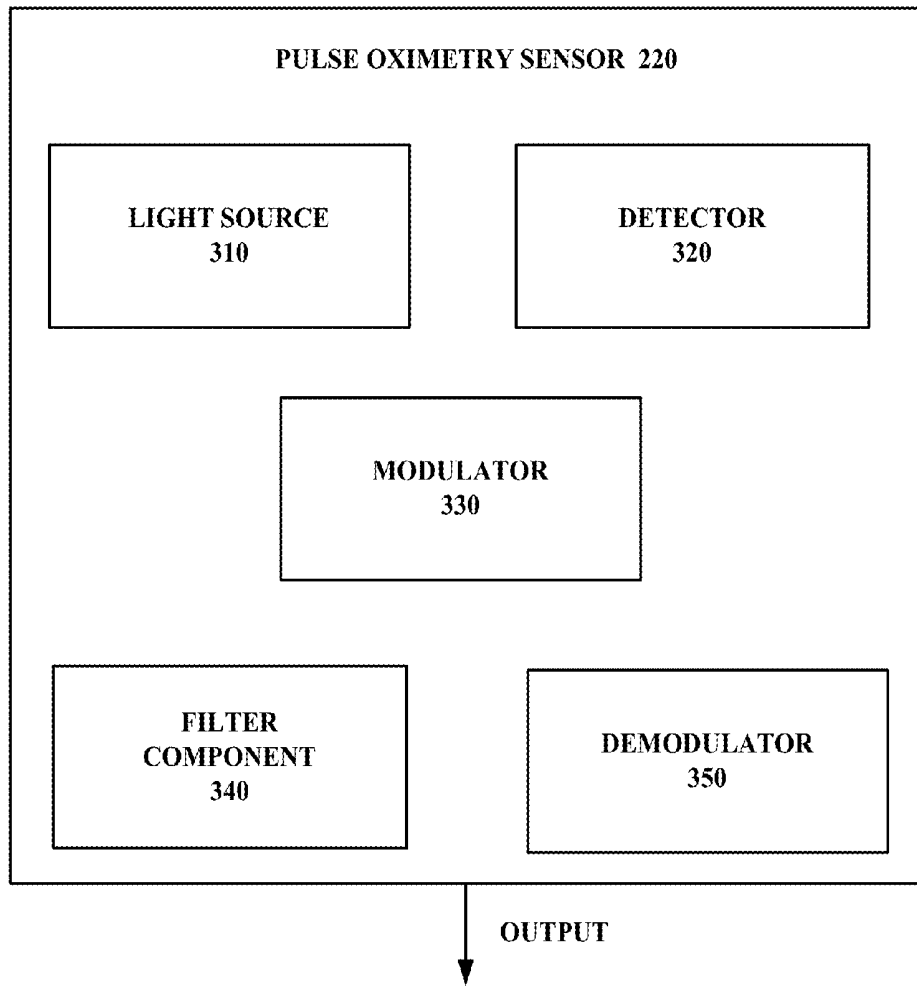 PULSE OXIMETRY SENSOR 220
LIGHT SOURCE
310
DETECTOR
320
MODULATOR
330
FILTER
COMPONENT
340
DEMODULATOR
350
OUTPUT